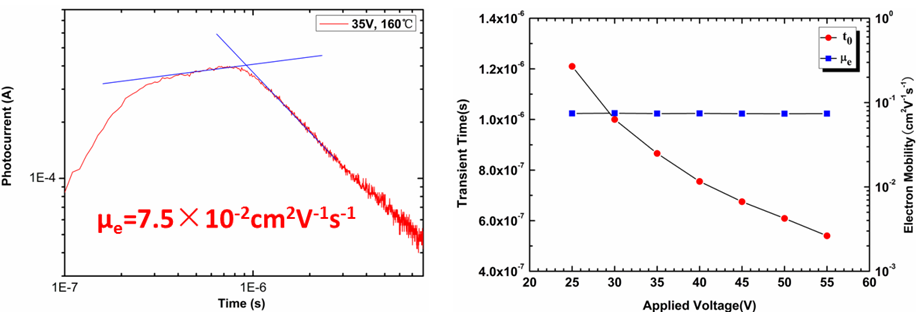 35V, 160℃
Photocurrent (A)
1E-4
μₑ=7.5×10⁻²cm²V⁻¹s⁻¹
1E-7
1E-6
Time (s)
1.4x10⁻⁶
1.2x10⁻⁶
1.0x10⁻⁶
8.0x10⁻⁷
6.0x10⁻⁷
4.0x10⁻⁷
Transient Time(s)
t₀
μₑ
10⁰
10⁻¹
10⁻²
10⁻³
Electron Mobility (cm²V⁻¹s⁻¹)
20 25 30 35 40 45 50 55 60
Applied Voltage(V)